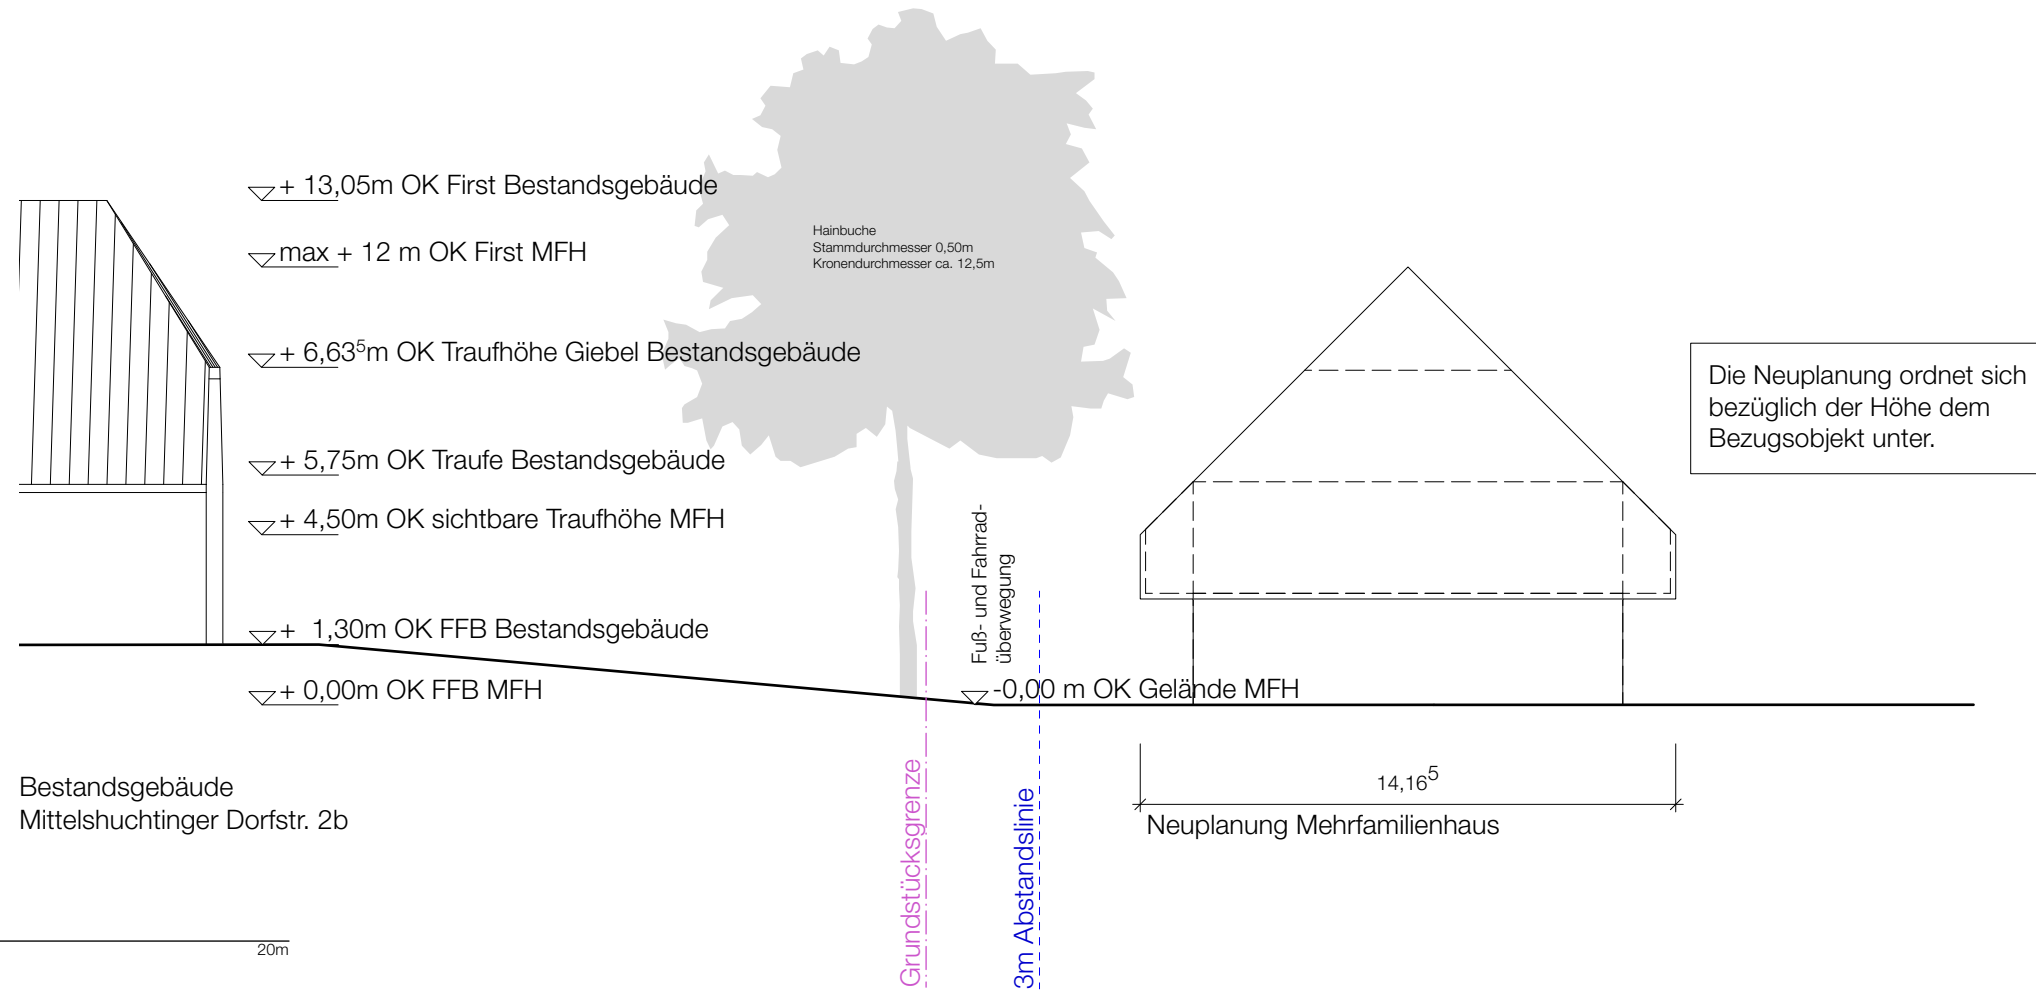 + 13,05m OK First Bestandsgebäude
max + 12 m OK First MFH
+ 6,63⁵m OK Traufhöhe Giebel Bestandsgebäude
+ 5,75m OK Traufe Bestandsgebäude
+ 4,50m OK sichtbare Traufhöhe MFH
+ 1,30m OK FFB Bestandsgebäude
+ 0,00m OK FFB MFH
Hainbuche
Stammdurchmesser 0,50m
Kronendurchmesser ca. 12,5m
Fuß- und Fahrrad-
überwegung
-0,00 m OK Gelände MFH
Die Neuplanung ordnet sich
bezüglich der Höhe dem
Bezugsobjekt unter.
Bestandsgebäude
Mittelshuchtinger Dorfstr. 2b
Grundstücksgrenze
3m Abstandslinie
14,16⁵
Neuplanung Mehrfamilienhaus
20m